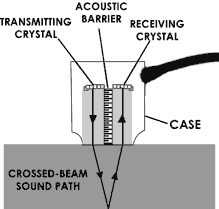 TRANSMITTING
CRYSTAL
ACOUSTIC
BARRIER
RECEIVING
CRYSTAL
CASE
CROSSED-BEAM
SOUND PATH